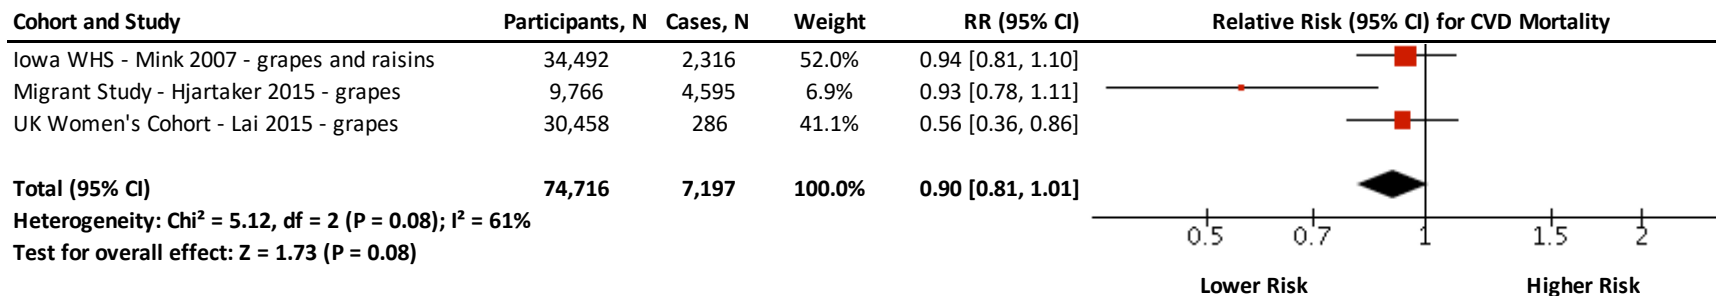 Cohort and Study Participants, N Cases, N Weight RR (95% CI) Relative Risk (95% CI) for CVD Mortality
Iowa WHS - Mink 2007 - grapes and raisins 34,492 2,316 52.0% 0.94 [0.81, 1.10]
Migrant Study - Hjartaker 2015 - grapes 9,766 4,595 6.9% 0.93 [0.78, 1.11]
UK Women's Cohort - Lai 2015 - grapes 30,458 286 41.1% 0.56 [0.36, 0.86]
Total (95% CI) 74,716 7,197 100.0% 0.90 [0.81, 1.01]
Heterogeneity: Chi² = 5.12, df = 2 (P = 0.08); I² = 61%
0.5 0.7 1 1.5 2
Test for overall effect: Z = 1.73 (P = 0.08)
Lower Risk Higher Risk